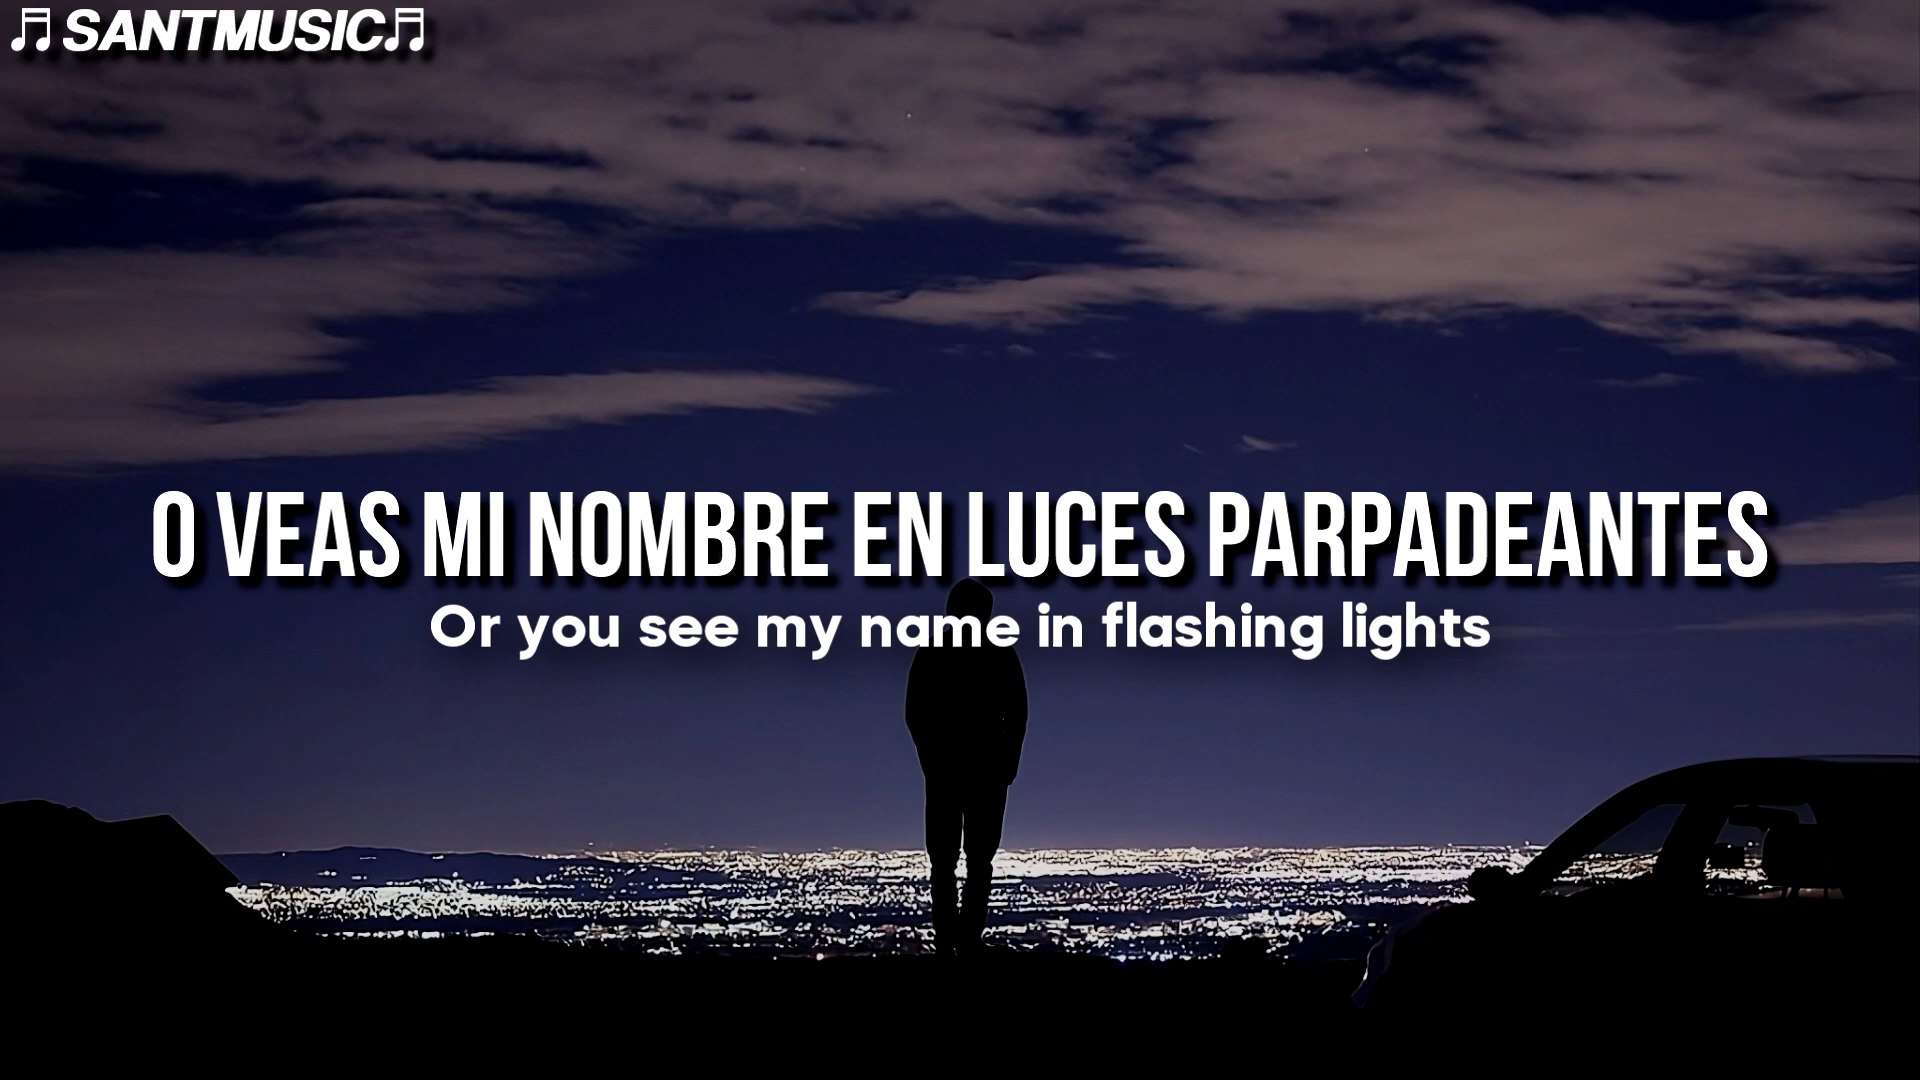 ♫SANTMUSIC♫
O VEAS MI NOMBRE EN LUCES PARPADEANTES
Or you see my name in flashing lights